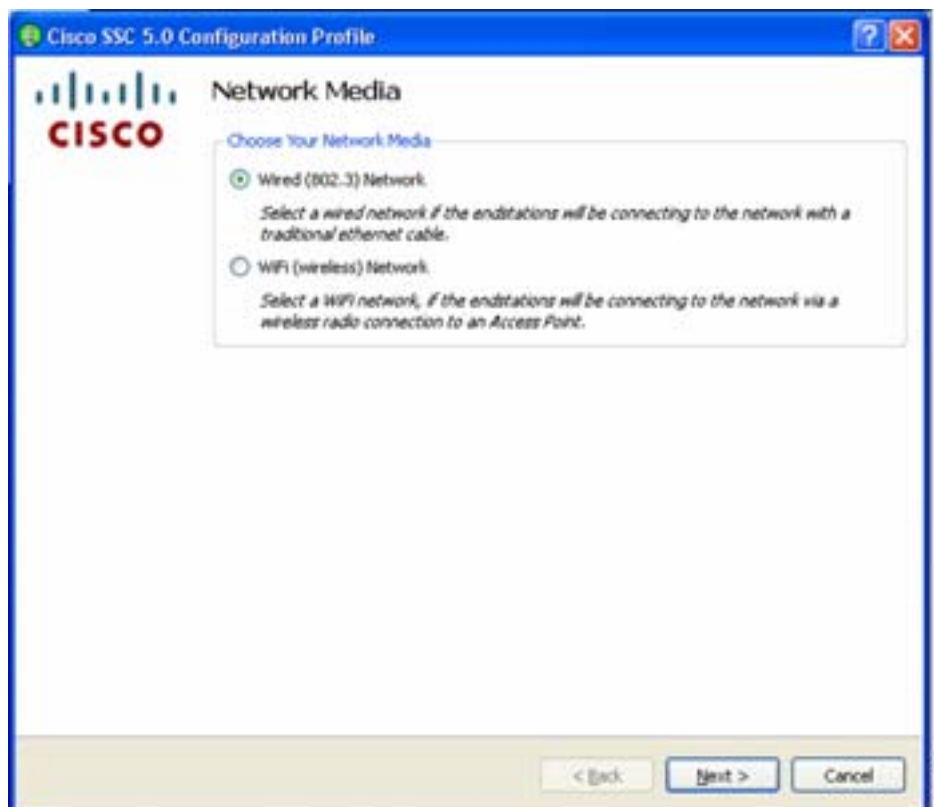 Cisco SSC 5.0 Configuration Profile
?
CISCO
Network Media
Choose Your Network Media
Wired (802.3) Network
Select a wired network if the endstations will be connecting to the network with a
traditional ethernet cable.
WiFi (wireless) Network
Select a WiFi network, if the endstations will be connecting to the network via a
wireless radio connection to an Access Point.
< Back
Next >
Cancel